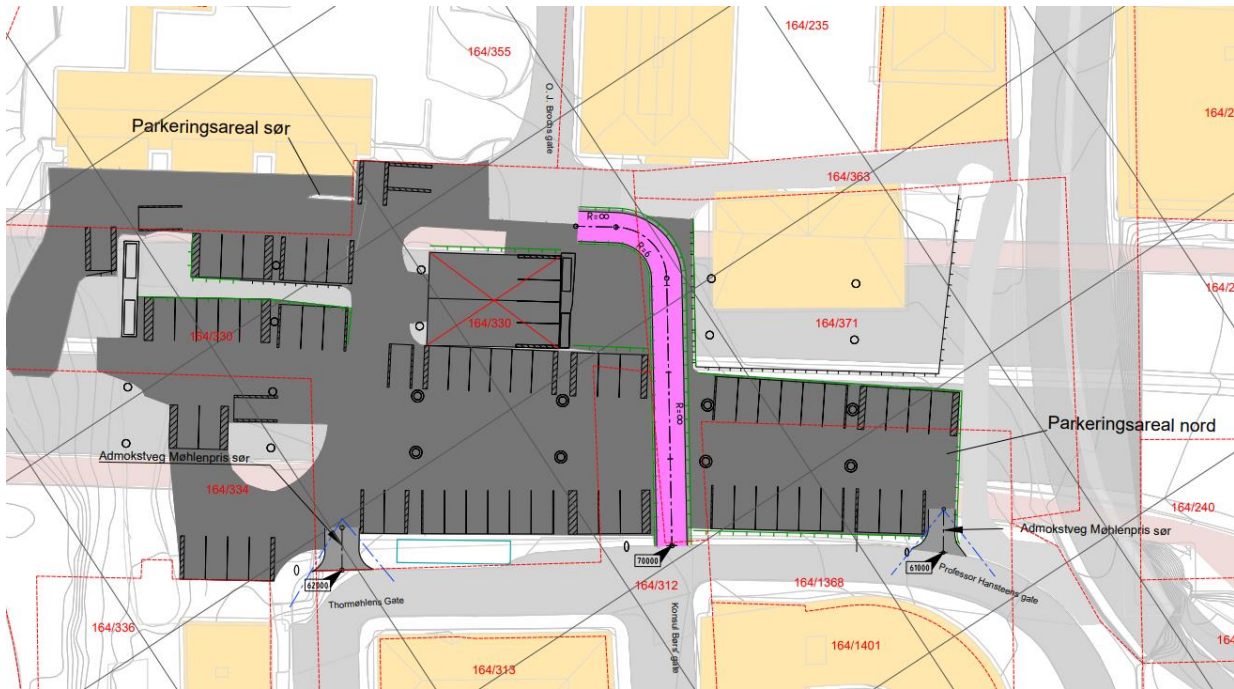 164/235
164/355
O. J. Brochs gate
164/2
Parkeringsareal sør
164/363
R=∞
R=6
164/2
164/330
164/330
164/371
R=∞
Parkeringsareal nord
Admokstveg Møhlenpris sør
164/334
164/240
Admokstveg Møhlenpris sør
0
70000
0
61000
0
62000
Professor Hansteens gate
164/312
164/1368
Thormøhlens Gate
Konsul Børs gate
164/336
164/
164/1401
164/313